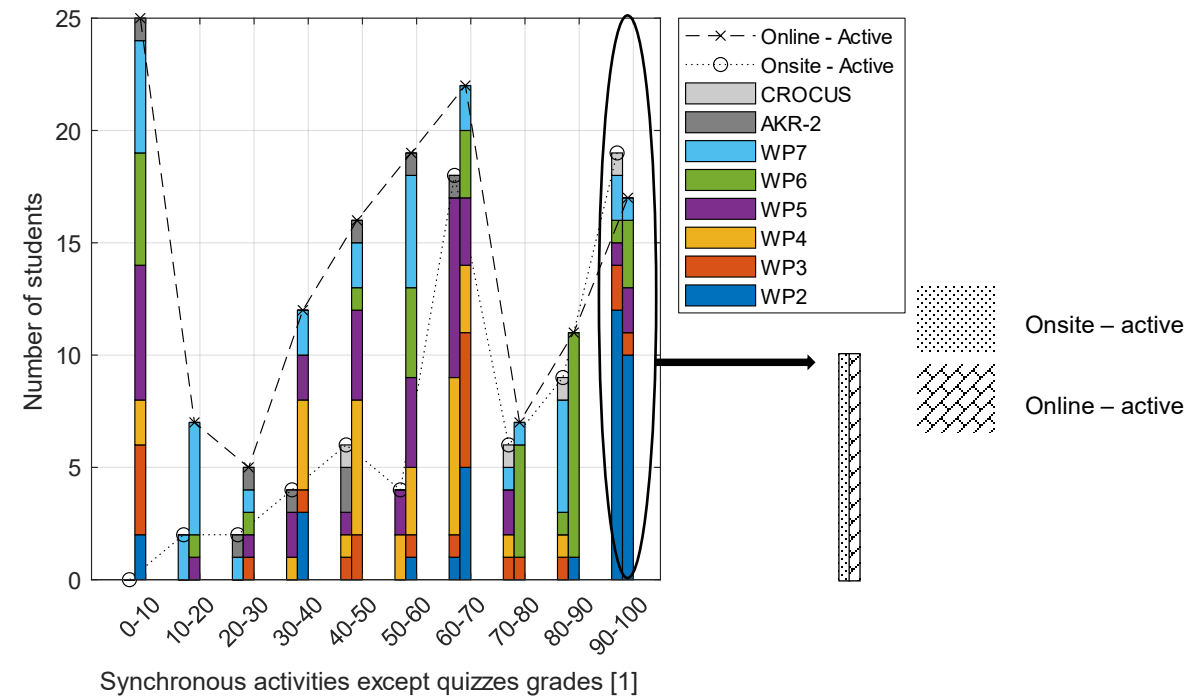 25
20
15
10
5
0
Number of students
0-10
10-20
20-30
30-40
40-50
50-60
60-70
70-80
80-90
90-100
Synchronous activities except quizzes grades [1]
Online - Active
Onsite - Active
CROCUS
AKR-2
WP7
WP6
WP5
WP4
WP3
WP2
Onsite – active
Online – active